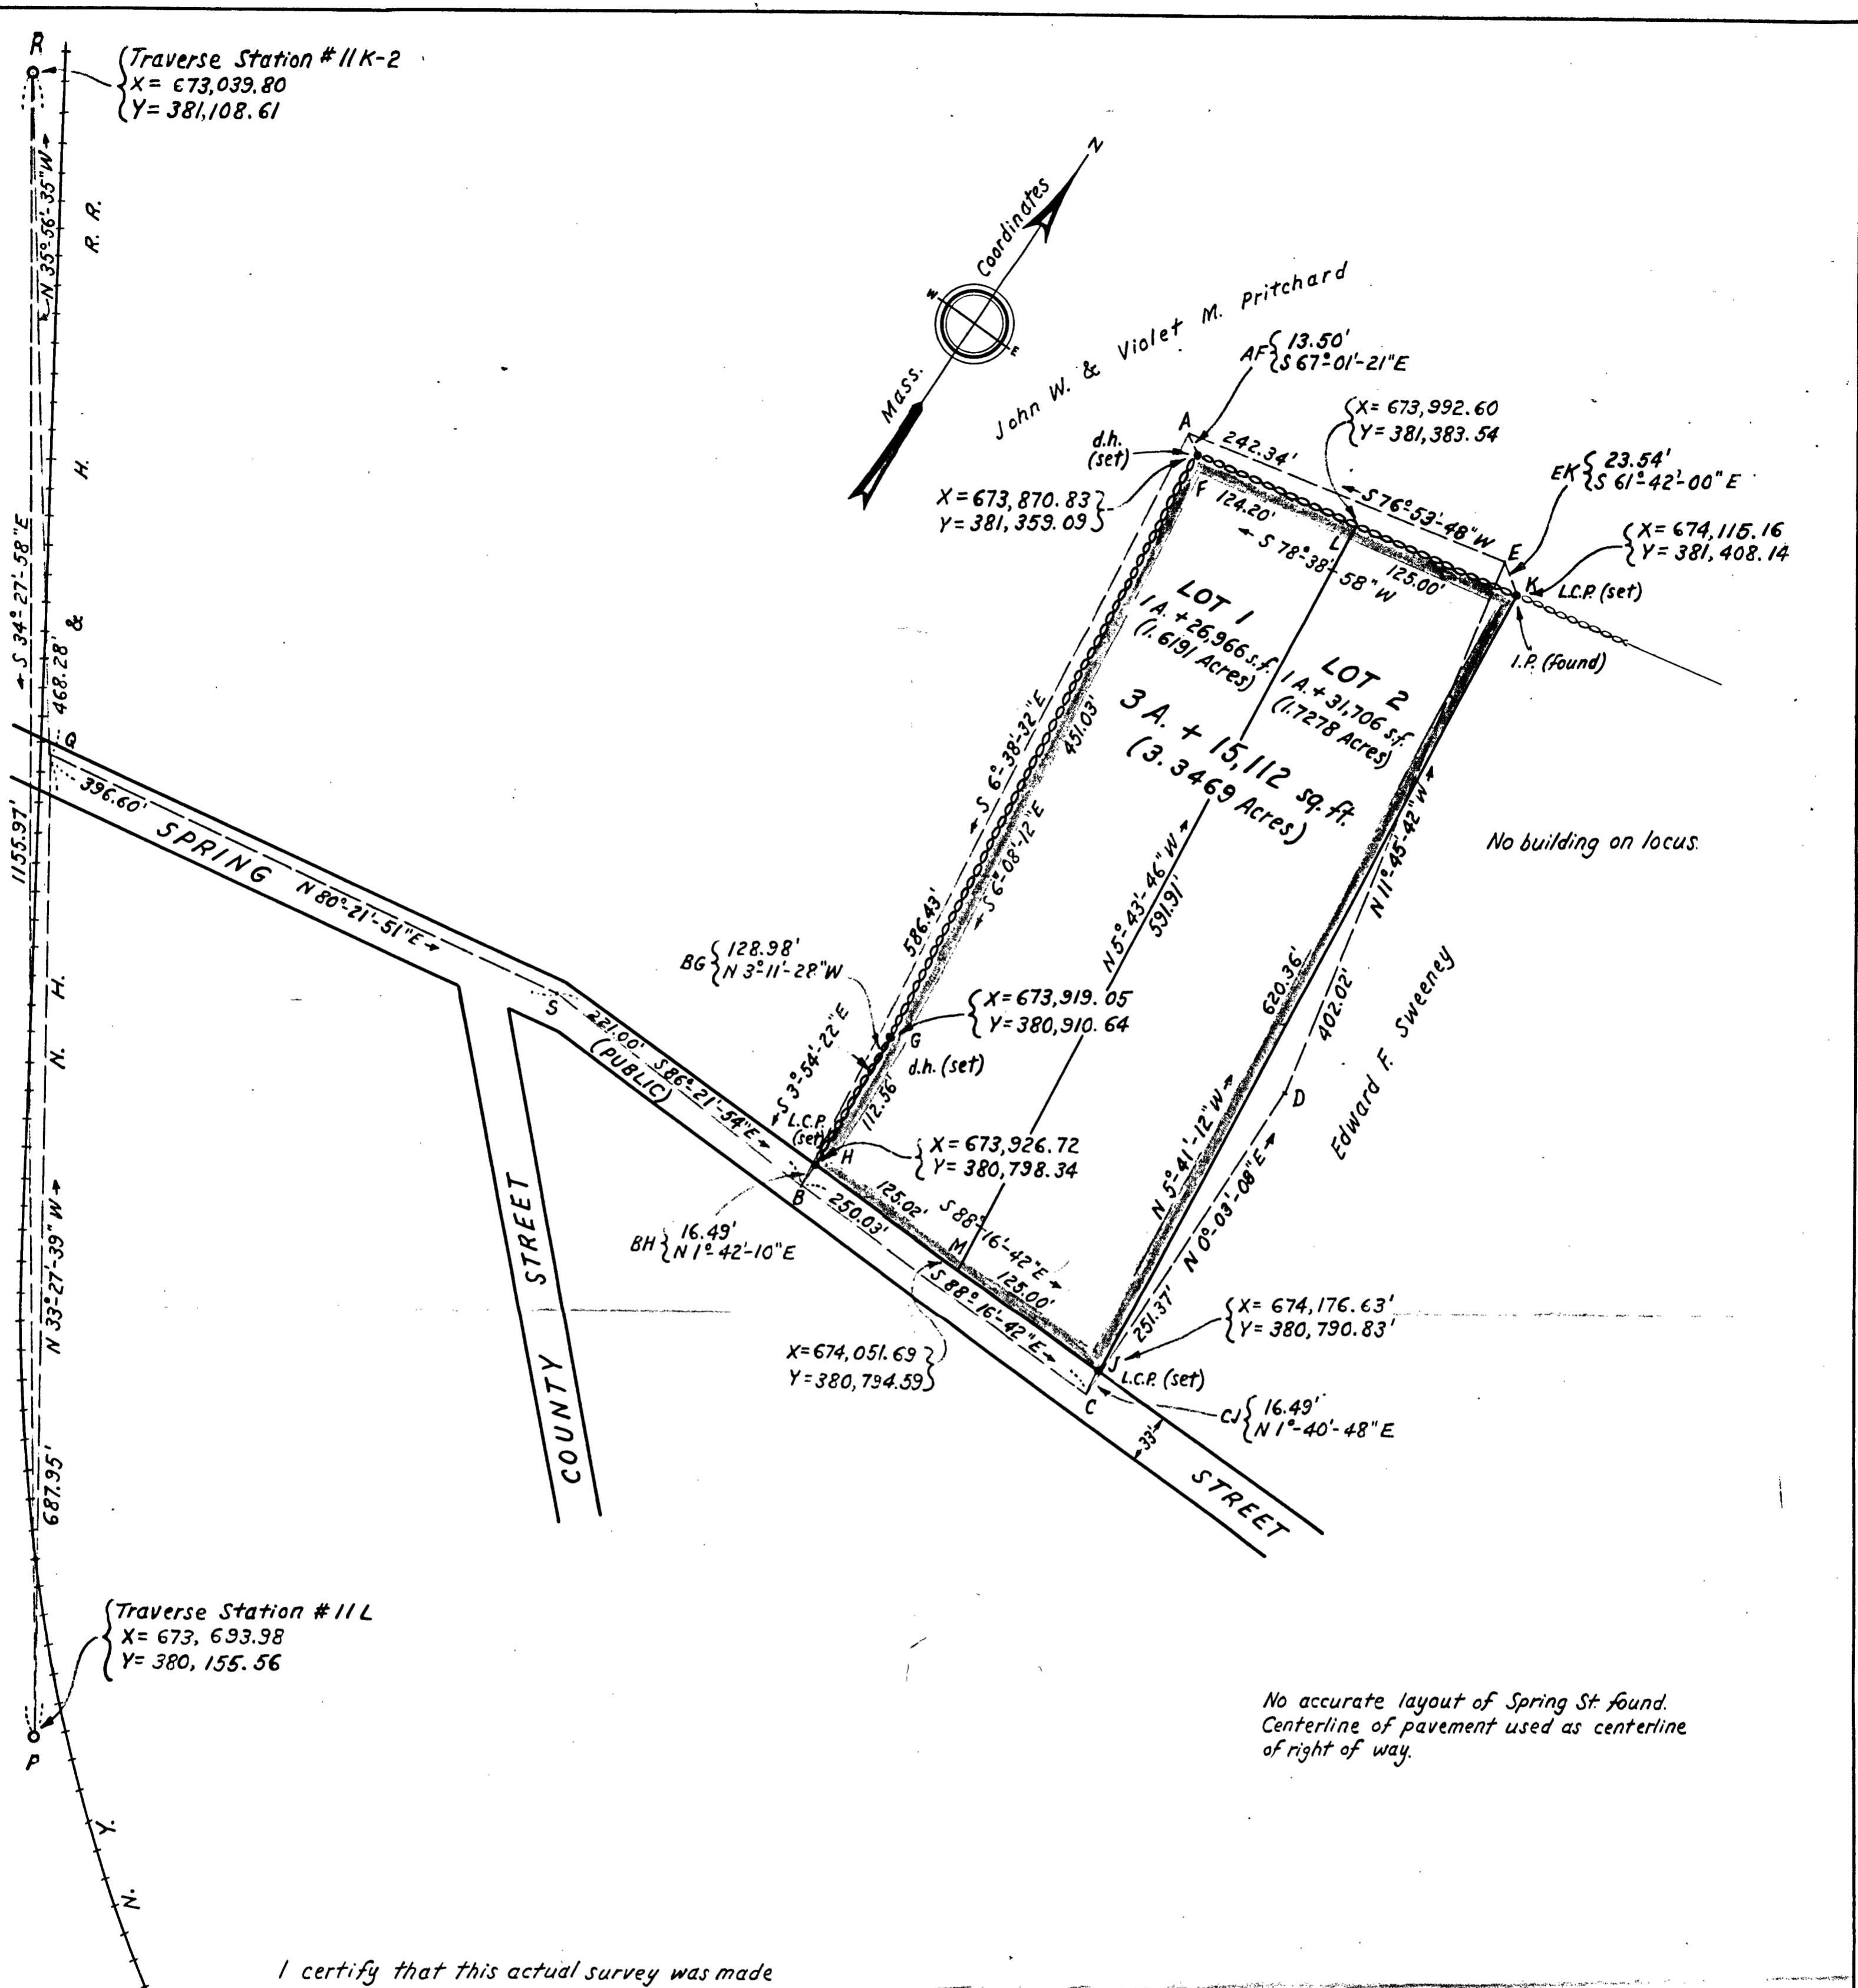 R
Traverse Station # 11 K-2
X = 673,039.80
Y = 381,108.61
N 35°-56'-35" W
R. R.
H.
&
S 34°-27'-58" E
468.28'
Q
1155.97'
396.60'
SPRING
N 80°-21'-51" E
H.
N.
N 33°-27'-39" W
687.95'
Traverse Station # 11 L
X = 673, 693.98
Y = 380, 155.56
P
Y.
N.
S
221.00'
S 86°-21'-54" E
(PUBLIC)
COUNTY STREET
N
Coordinates
W
E
Mass.
John W. & Violet M. Pritchard
AF { 13.50'
S 67°-01'-21" E
A
d.h.
(set)
242.34'
X = 673,992.60
Y = 381,383.54
EK { 23.54'
S 61°-42'-00" E
X = 673,870.83
Y = 381,359.09
F
124.20'
S 76°-53'-48" W
E
X = 674,115.16
Y = 381,408.14
L
S 78°-38'-58" W
125.00'
K
L.C.P. (set)
I.P. (found)
LOT 1
1 A. + 26,966 s.f.
(1.6191 Acres)
LOT 2
1 A. + 31,706 s.f.
(1.7278 Acres)
3 A. + 15,112 sq. ft.
(3.3469 Acres)
S 6°-38'-32" E
451.03'
S 6°-08'-12" E
586.43'
N 5°-43'-46" W
591.91'
N 11°-45'-42" W
No building on locus.
BG { 128.98'
N 3°-11'-28" W
X = 673,919.05
Y = 380,910.64
G
d.h. (set)
S 3°-54'-22" E
112.56'
620.36'
402.02'
Edward F. Sweeney
D
L.C.P.
(set)
H
X = 673,926.72
Y = 380,798.34
N 5°-41'-12" W
N 0°-03'-08" E
B
250.03'
125.02'
S 88°-16'-42" E
BH { 16.49'
N 1°-42'-10" E
M
125.00'
S 88°-16'-42" E
251.37'
X = 674,176.63'
Y = 380,790.83'
X = 674,051.69
Y = 380,794.59
J
L.C.P. (set)
C
CJ { 16.49'
N 1°-40'-48" E
33'
STREET
No accurate layout of Spring St. found.
Centerline of pavement used as centerline
of right of way.
I certify that this actual survey was made